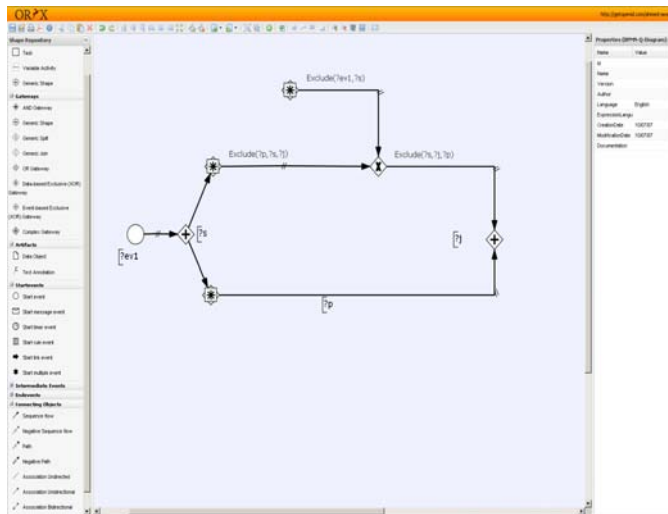 ORYX
Shape Repository
Task
Variable Activity
Generic Shape
Gateways
AND Gateway
Generic Shape
Generic Split
Generic Join
OR Gateway
Data-based Exclusive (XOR)
Gateway
Event-based Exclusive
(XOR) Gateway
Complex Gateway
Artifacts
Data Object
Text Annotation
Startevents
Start event
Start message event
Start timer event
Start rule event
Start link event
Start multiple event
Intermediate Events
Endevents
Connecting Objects
Sequence flow
Negative Sequence flow
Path
Negative Path
Association Undirected
Association Unidirectional
Association Bidirectional
Exclude(?ev1,?s)
Exclude(?p,?s,?j)
Exclude(?s,?j,?p)
?s
?ev1
?j
?p
Properties (BPMN-Q Diagram)
Name Value
Id
Name
Version
Author
Language English
ExpressionLangu
CreationDate
ModificationDate
Documentation